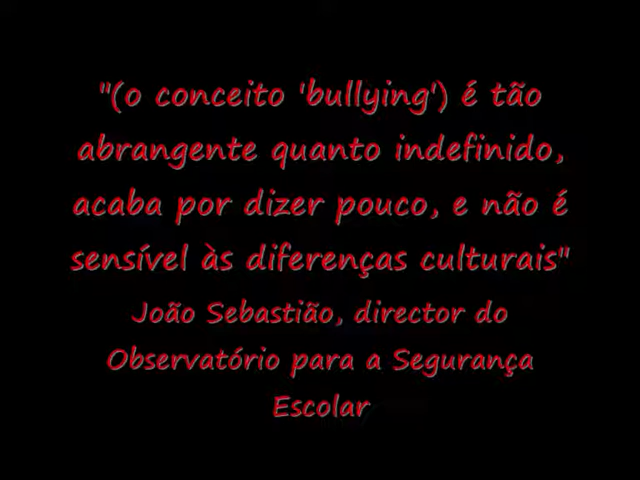 "(o conceito 'bullying') é tão
abrangente quanto indefinido,
acaba por dizer pouco, e não é
sensível às diferenças culturais"
João Sebastião, director do
Observatório para a Segurança
Escolar